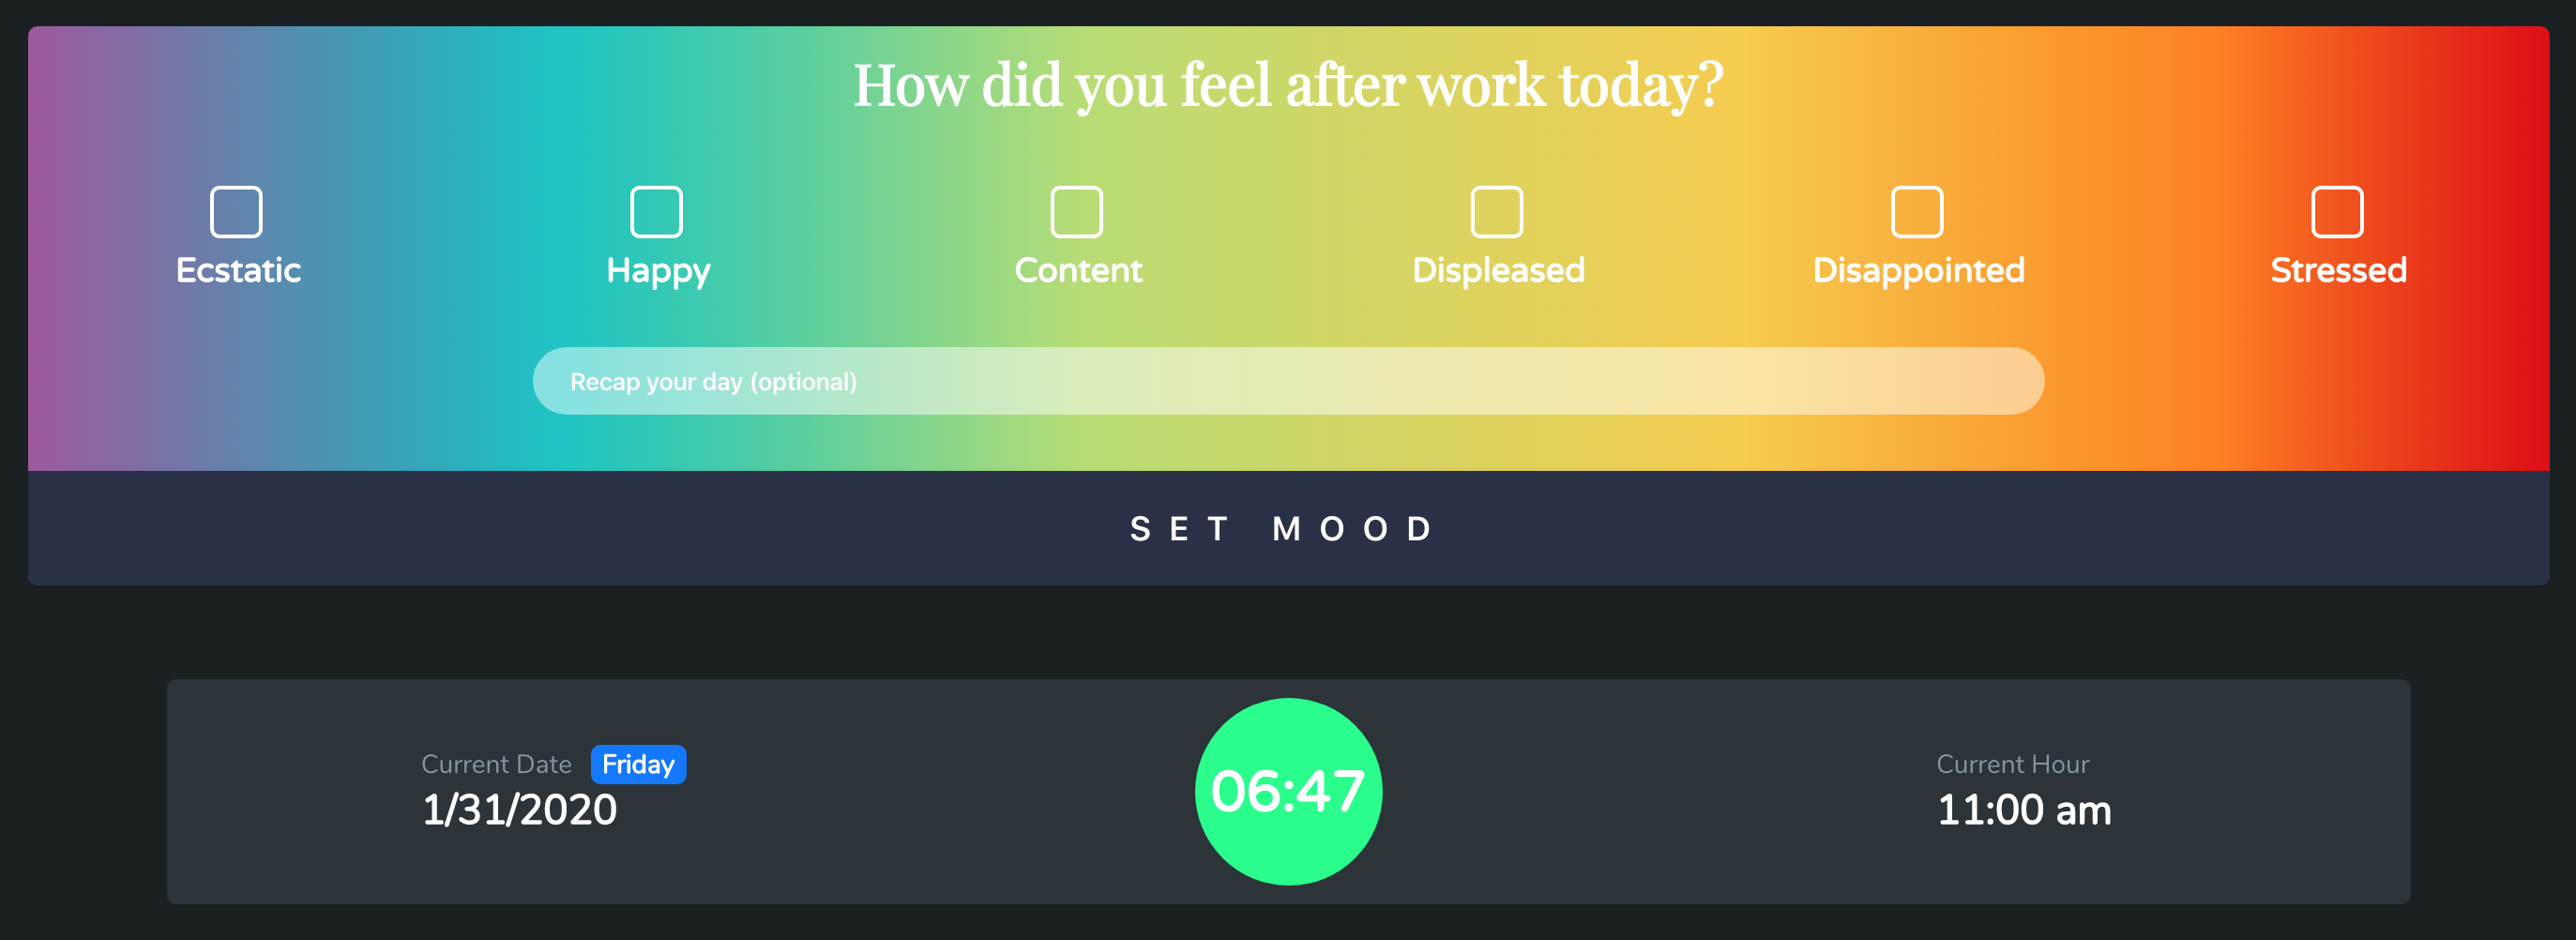 How did you feel after work today?
Ecstatic Happy Content Displeased Disappointed Stressed
Recap your day (optional)
SET MOOD
Current Date Friday
1/31/2020
06:47
Current Hour
11:00 am